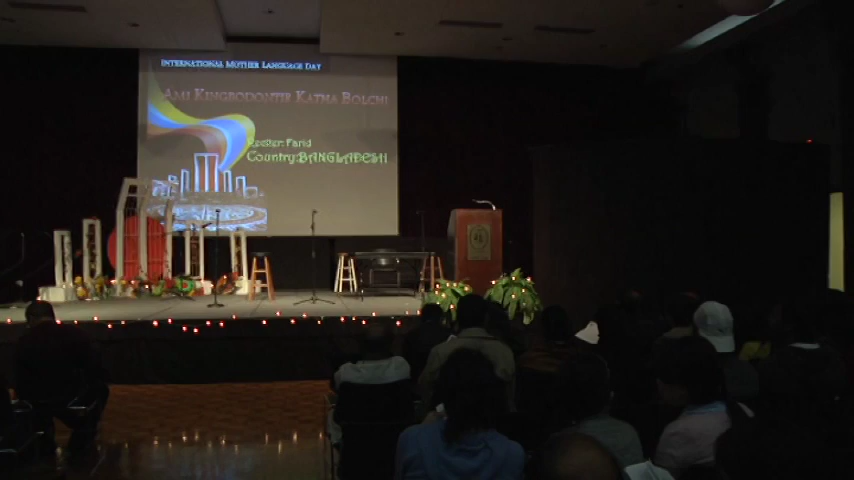 International Mother Language Day
Ami Kingbodontir Katha Bolchi
Reciter: Farid
Country:BANGLADESH